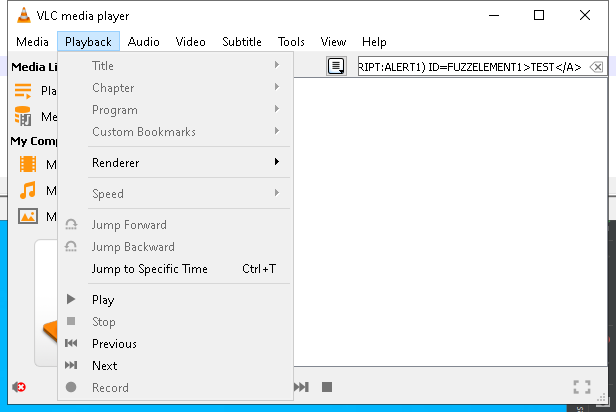 VLC media player
Media Playback Audio Video Subtitle Tools View Help
Media Li
RIPT:ALERT1) ID=FUZZELEMENT1>TEST</A>
Title
Chapter
Pla
Program
Me
Custom Bookmarks
My Comp
Renderer
M
M
Speed
M
Jump Forward
Jump Backward
Jump to Specific Time Ctrl+T
Play
Stop
Previous
Next
Record